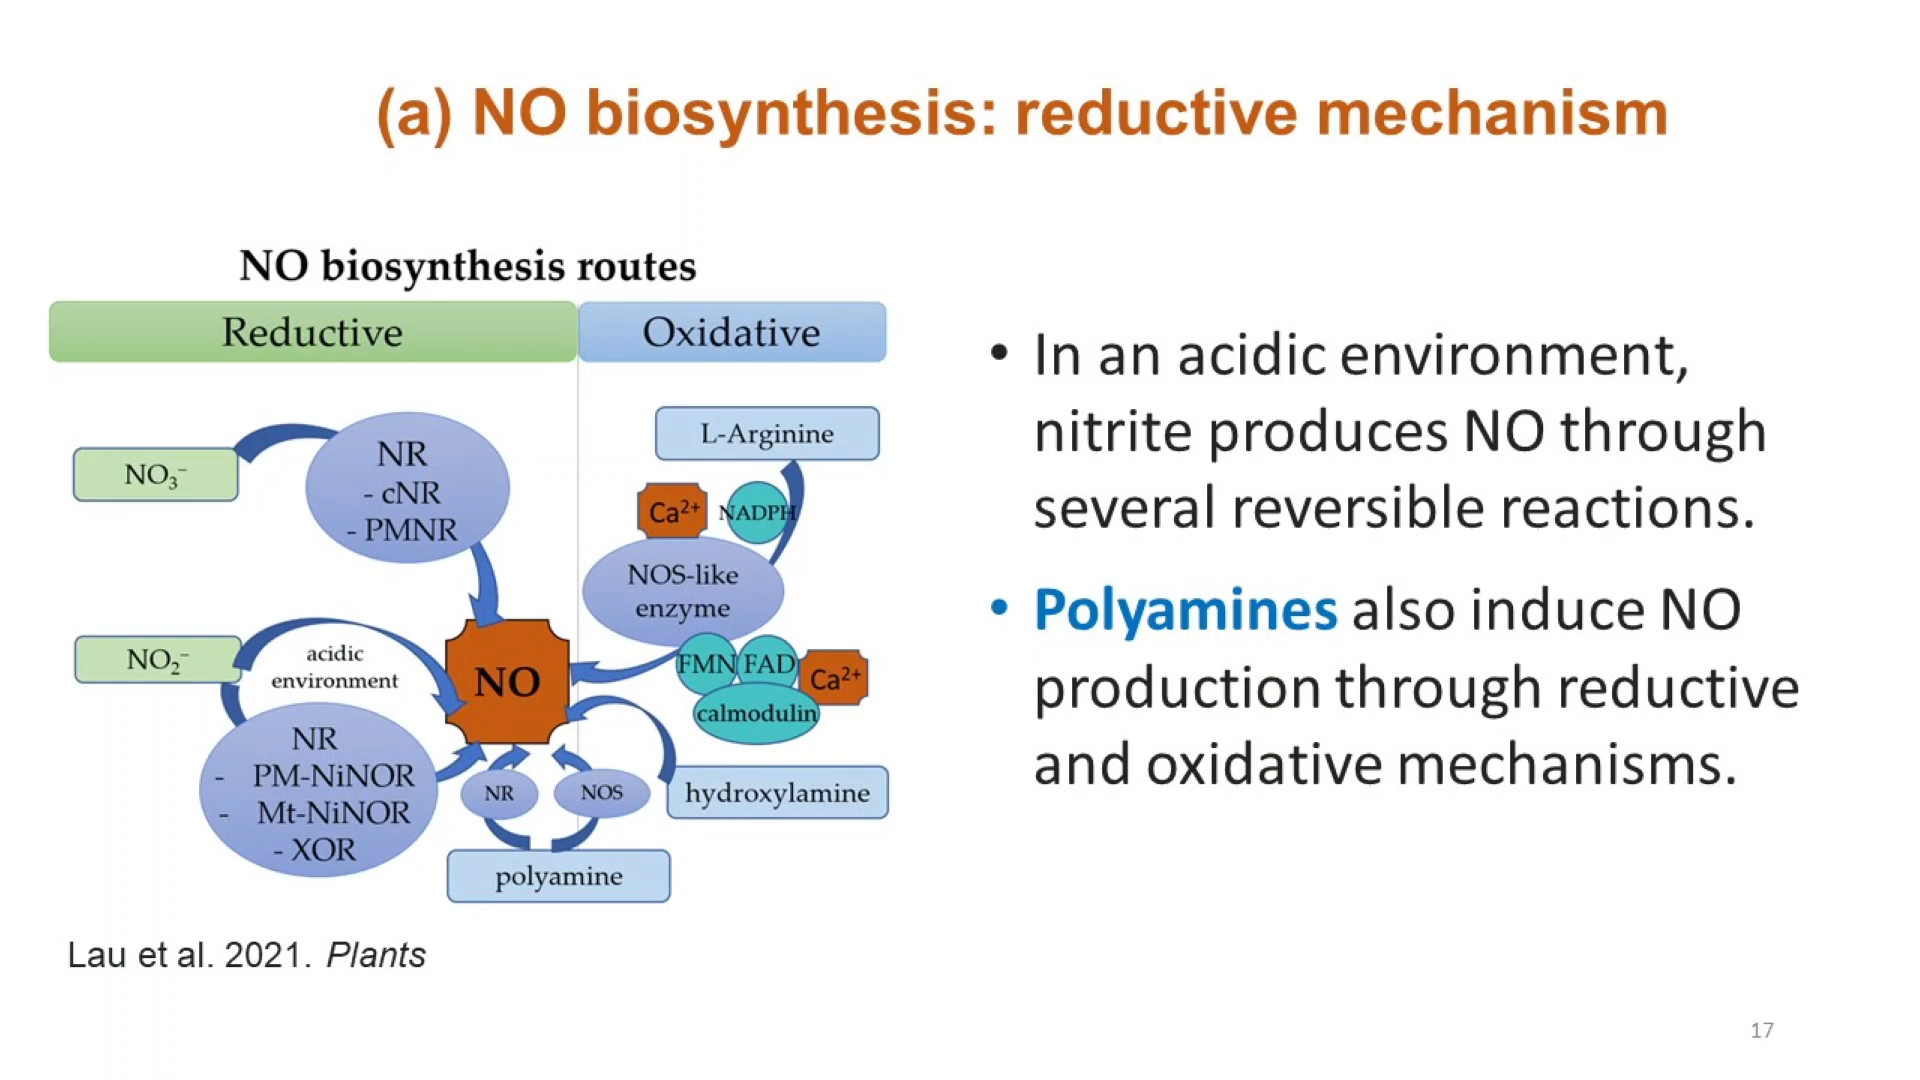 (a) NO biosynthesis: reductive mechanism
NO biosynthesis routes
Reductive
Oxidative
NO₃⁻
NR
- cNR
- PMNR
L-Arginine
Ca²⁺
NADPH
NOS-like
enzyme
NO₂⁻
acidic
environment
NO
FMN
FAD
Ca²⁺
calmodulin
NR
- PM-NiNOR
- Mt-NiNOR
- XOR
NR
NOS
hydroxylamine
polyamine
Lau et al. 2021. Plants
• In an acidic environment,
nitrite produces NO through
several reversible reactions.
• Polyamines also induce NO
production through reductive
and oxidative mechanisms.
17